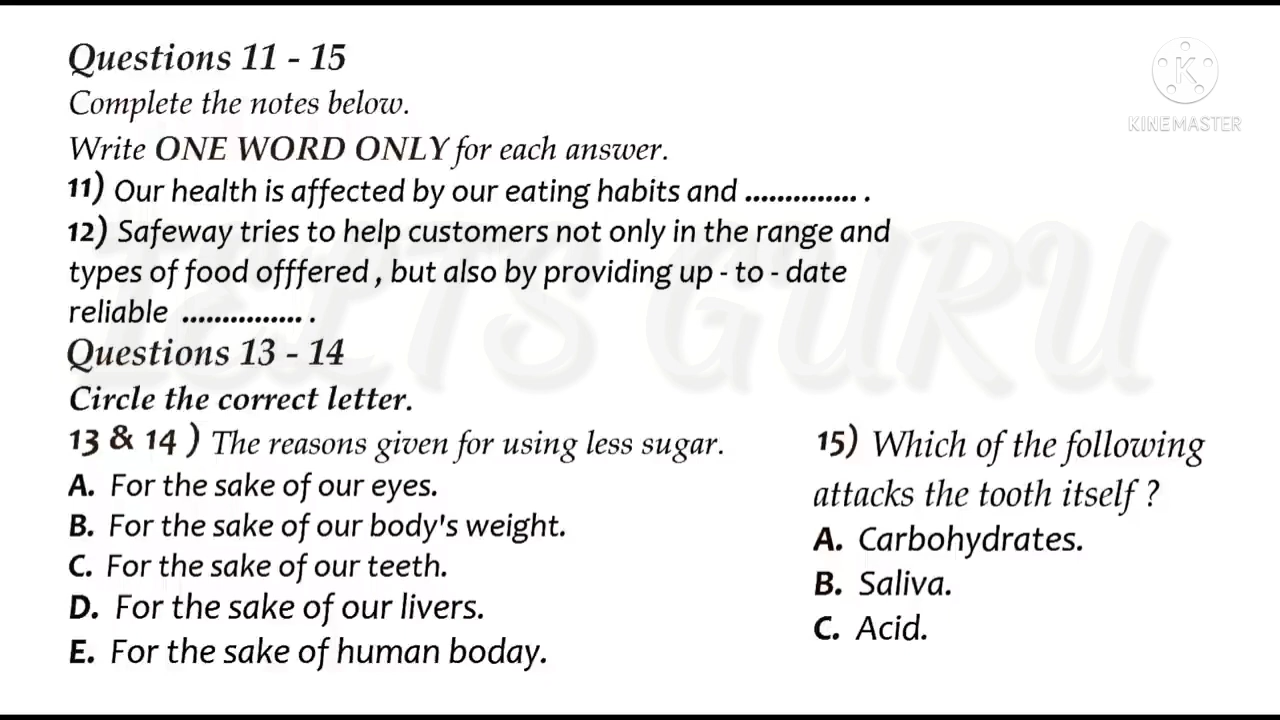 Questions 11 - 15
Complete the notes below.
Write ONE WORD ONLY for each answer.
11) Our health is affected by our eating habits and .............. .
12) Safeway tries to help customers not only in the range and
types of food offfered , but also by providing up - to - date
reliable ............... .
Questions 13 - 14
Circle the correct letter.
13 & 14 ) The reasons given for using less sugar.
A. For the sake of our eyes.
B. For the sake of our body's weight.
C. For the sake of our teeth.
D. For the sake of our livers.
E. For the sake of human boday.
15) Which of the following
attacks the tooth itself ?
A. Carbohydrates.
B. Saliva.
C. Acid.
K
KINEMASTER
IELTS GURU